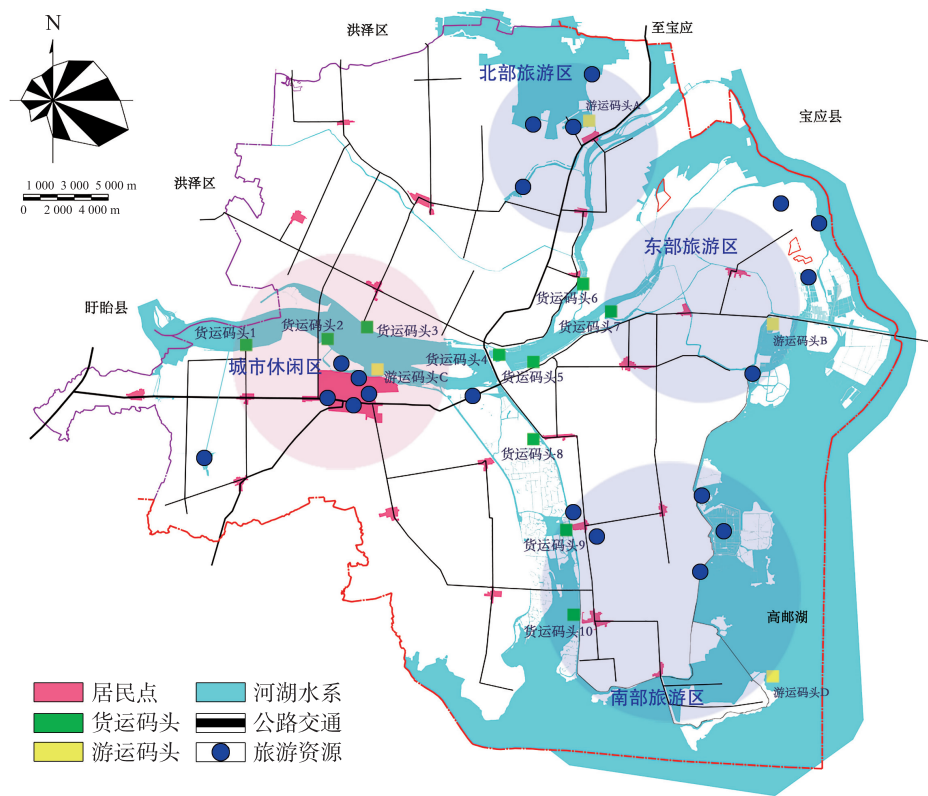 N
洪泽区
至宝应
北部旅游区
游运码头A
宝应县
1 000 3 000 5 000 m
0 2 000 4 000 m
洪泽区
东部旅游区
盱眙县
货运码头6
货运码头7
货运码头1
货运码头2
货运码头3
货运码头4
货运码头5
游运码头B
城市休闲区
游运码头C
货运码头8
货运码头9
高邮湖
货运码头10
南部旅游区
游运码头D
居民点
河湖水系
货运码头
公路交通
游运码头
旅游资源